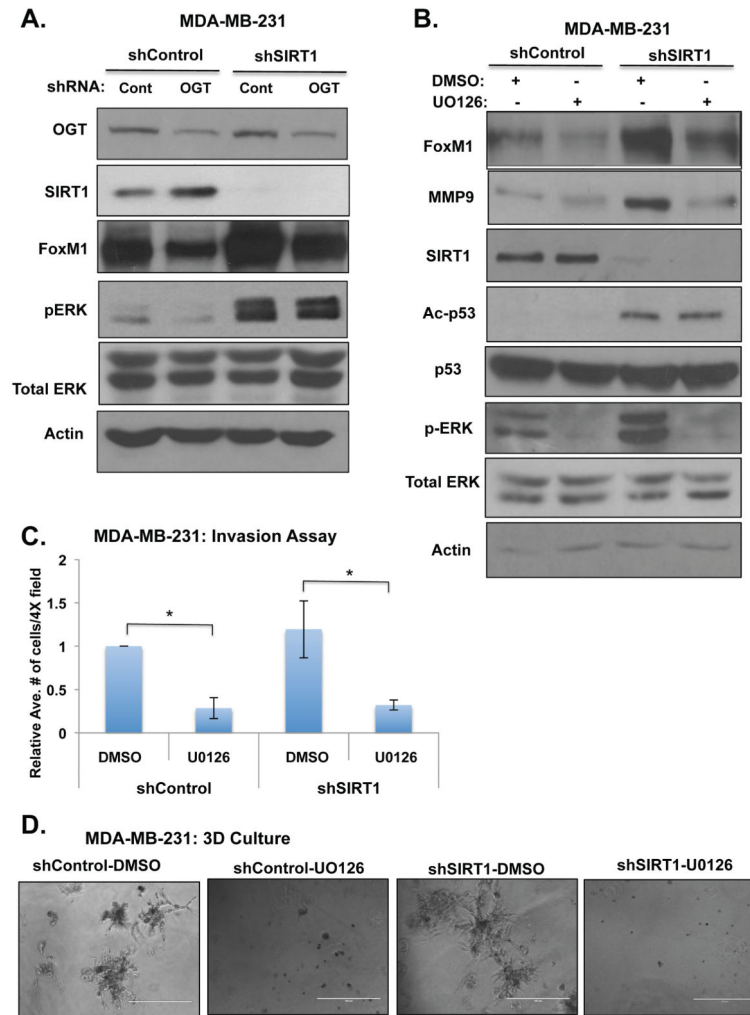 A.
MDA-MB-231
shControl shSIRT1
shRNA: Cont OGT Cont OGT
OGT
SIRT1
FoxM1
pERK
Total ERK
Actin
B.
MDA-MB-231
shControl shSIRT1
DMSO: + - + -
UO126: - + - +
FoxM1
MMP9
SIRT1
Ac-p53
p53
p-ERK
Total ERK
Actin
C.
MDA-MB-231: Invasion Assay
Relative Ave. # of cells/4X field
2
1.5
1
0.5
0
* *
DMSO U0126 DMSO U0126
shControl shSIRT1
D.
MDA-MB-231: 3D Culture
shControl-DMSO shControl-UO126 shSIRT1-DMSO shSIRT1-U0126